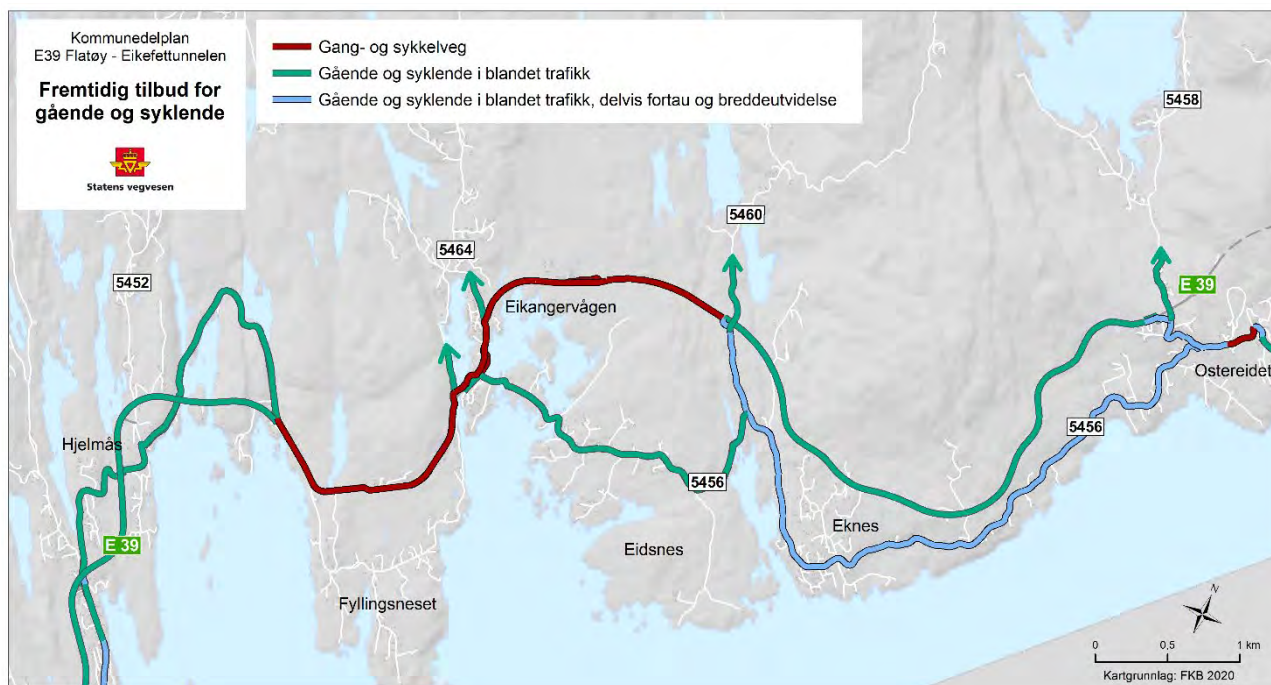 Kommunedelplan
E39 Flatøy - Eikefettunnelen
Fremtidig tilbud for
gående og syklende
Statens vegvesen
Gang- og sykkelveg
Gående og syklende i blandet trafikk
Gående og syklende i blandet trafikk, delvis fortau og breddeutvidelse
5458
5460
5464
5452
E 39
Eikangervågen
Ostereidet
Hjelmås
5456
5456
Eknes
E 39
Eidsnes
Fyllingsneset
N
0 0,5 1 km
Kartgrunnlag: FKB 2020